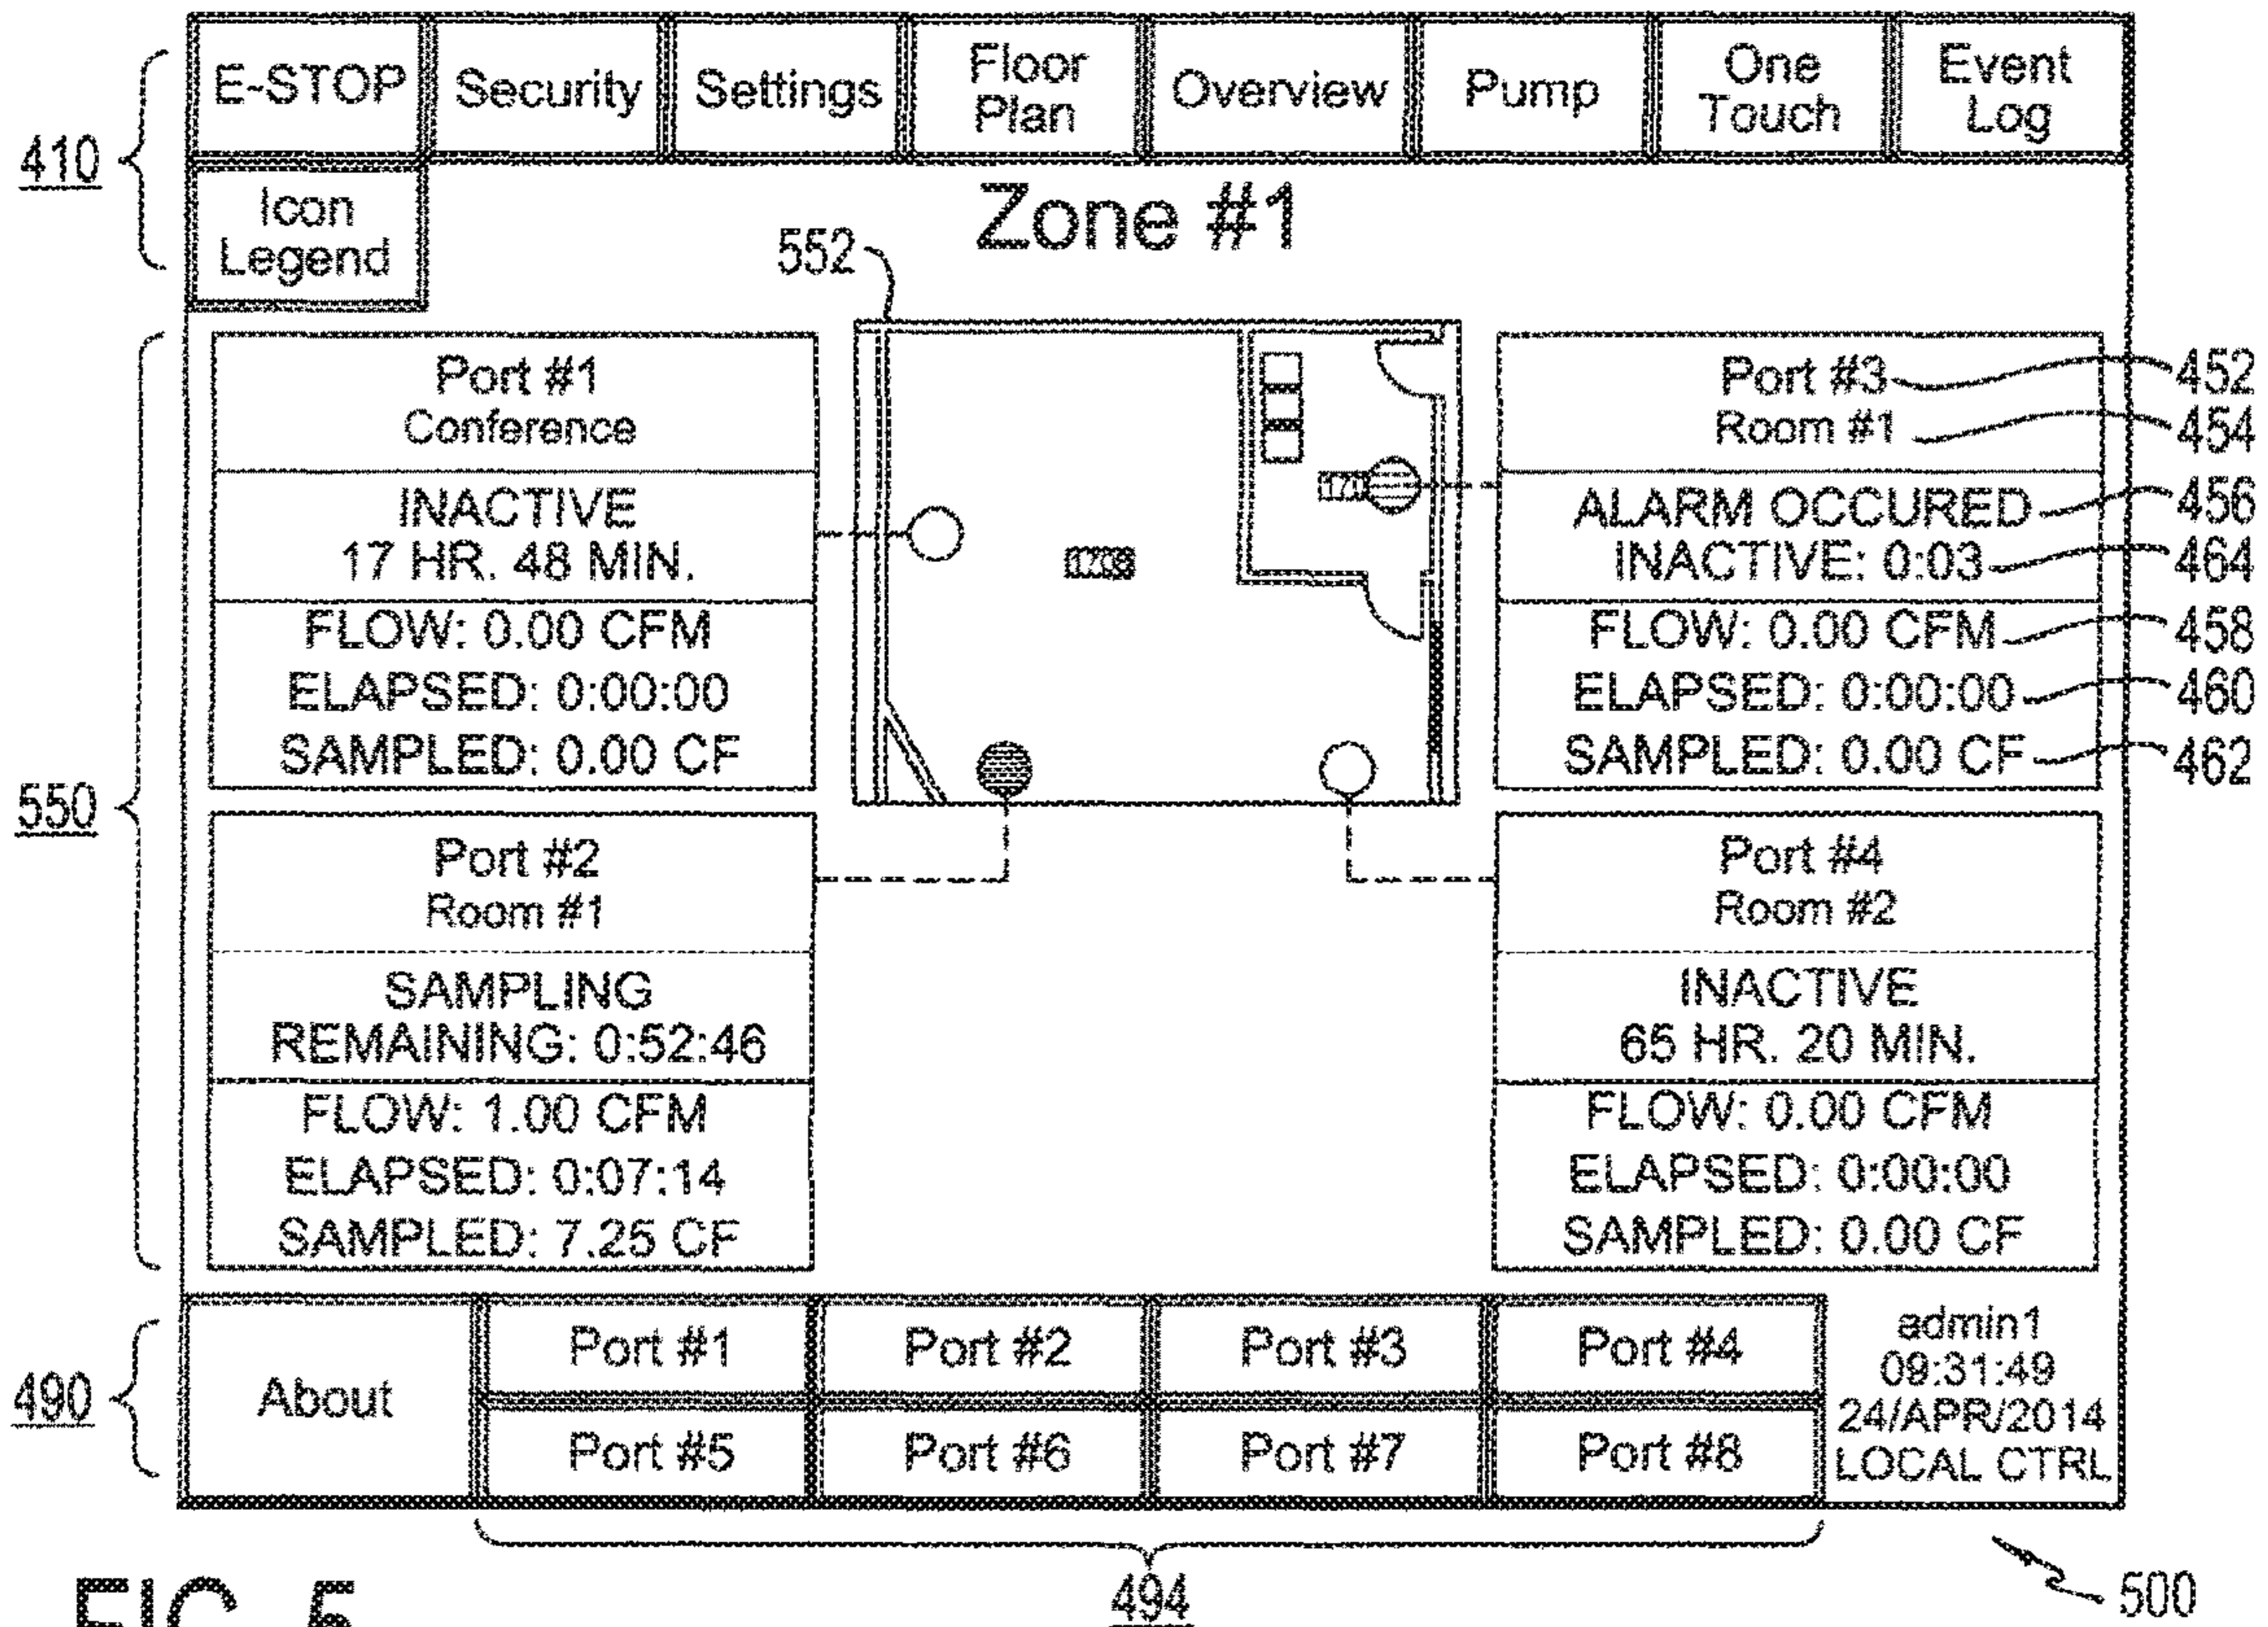 E-STOP
Security
Settings
Floor
Plan
Overview
Pump
One
Touch
Event
Log
410
Icon
Legend
Zone #1
552
Port #1
Conference
INACTIVE
17 HR. 48 MIN.
FLOW: 0.00 CFM
ELAPSED: 0:00:00
SAMPLED: 0.00 CF
Port #3
452
Room #1
454
ALARM OCCURED
456
INACTIVE: 0:03
464
FLOW: 0.00 CFM
458
ELAPSED: 0:00:00
460
SAMPLED: 0.00 CF
462
550
Port #2
Room #1
SAMPLING
REMAINING: 0:52:46
FLOW: 1.00 CFM
ELAPSED: 0:07:14
SAMPLED: 7.25 CF
Port #4
Room #2
INACTIVE
65 HR. 20 MIN.
FLOW: 0.00 CFM
ELAPSED: 0:00:00
SAMPLED: 0.00 CF
490
About
Port #1
Port #2
Port #3
Port #4
Port #5
Port #6
Port #7
Port #8
admin1
09:31:49
24/APR/2014
LOCAL CTRL
494
500
FIG. 5